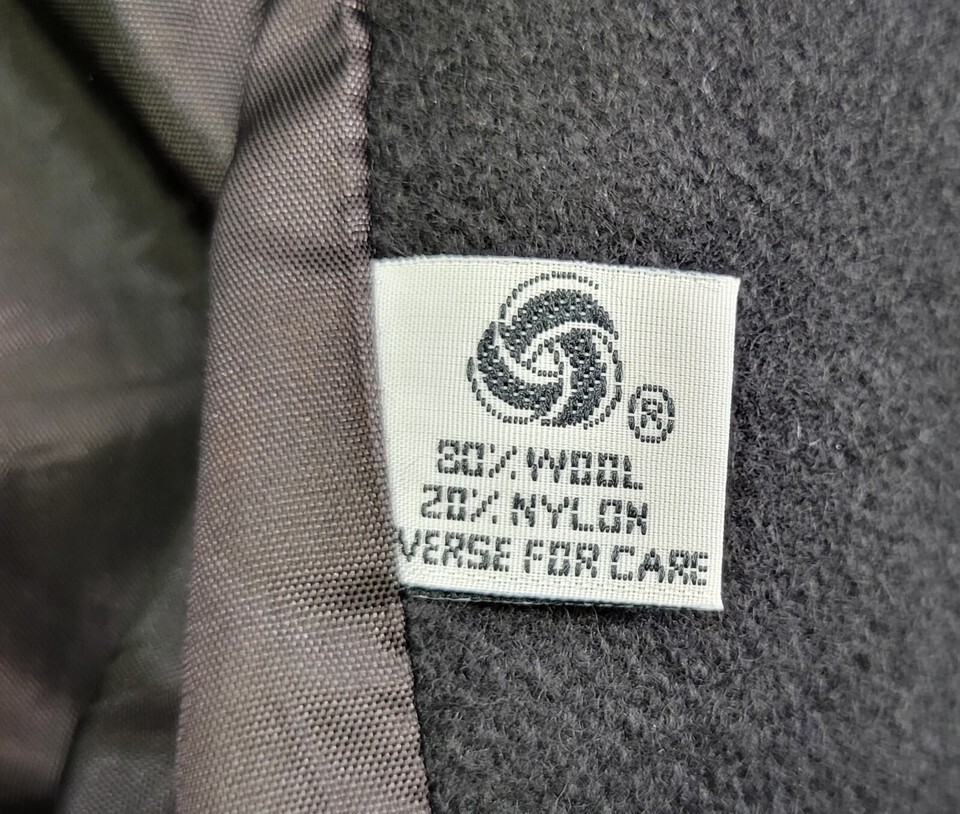 ®
80% WOOL
20% NYLON
VERSE FOR CARE